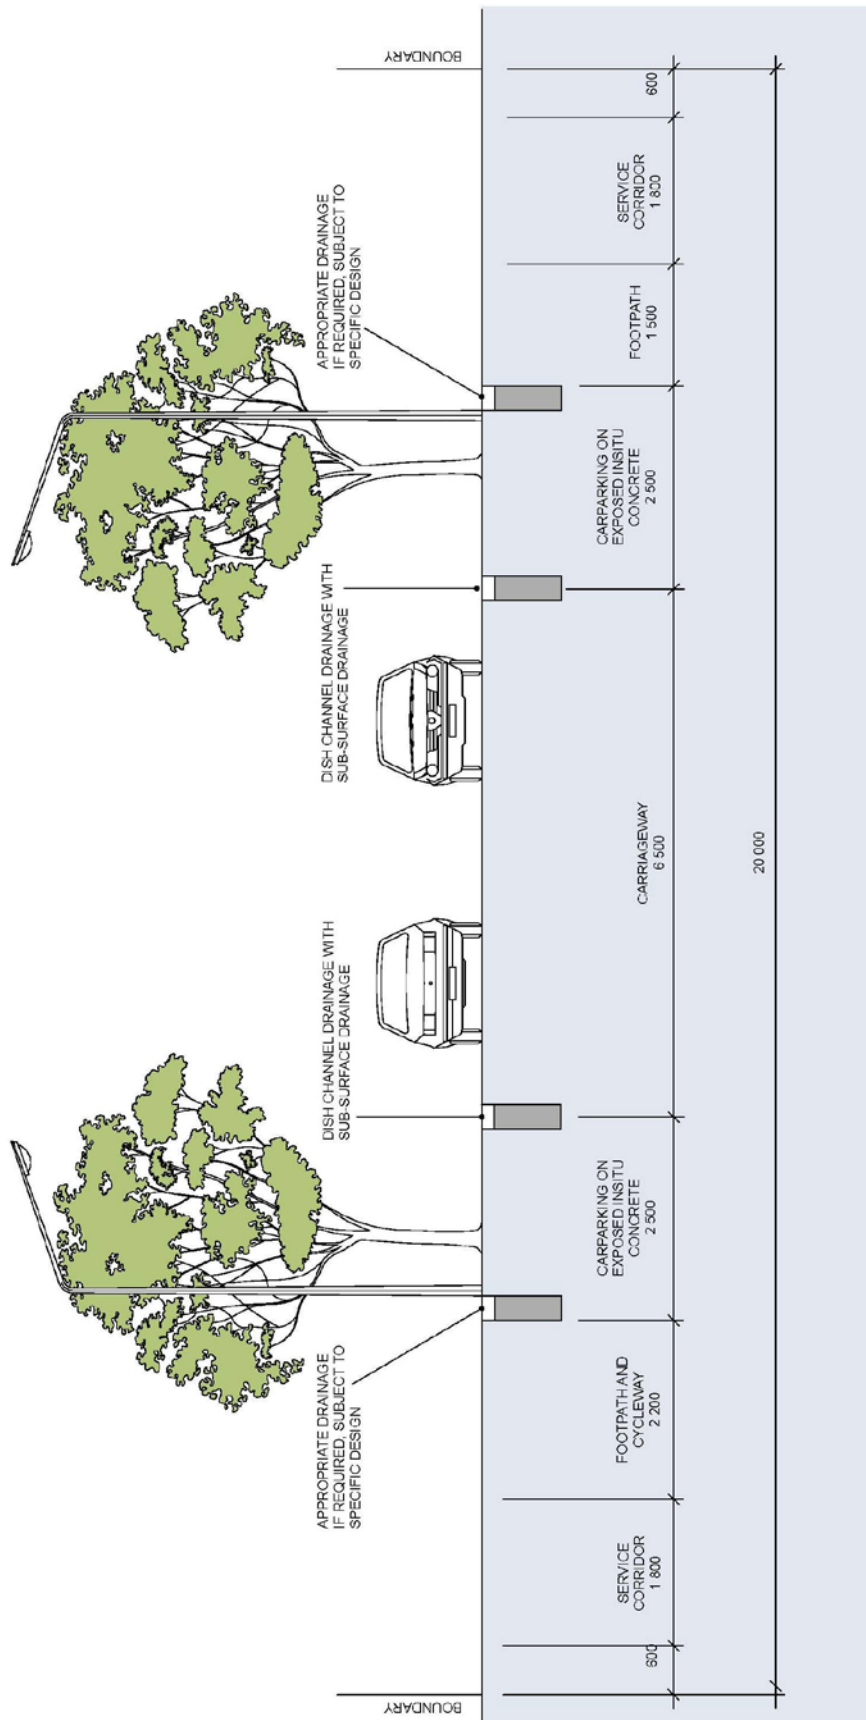 BOUNDARY
BOUNDARY
APPROPRIATE DRAINAGE
IF REQUIRED, SUBJECT TO
SPECIFIC DESIGN
DISH CHANNEL DRAINAGE WITH
SUB-SURFACE DRAINAGE
DISH CHANNEL DRAINAGE WITH
SUB-SURFACE DRAINAGE
APPROPRIATE DRAINAGE
IF REQUIRED, SUBJECT TO
SPECIFIC DESIGN
600
SERVICE
CORRIDOR
1 800
FOOTPATH AND
CYCLEWAY
2 200
CARPARKING ON
EXPOSED INSITU
CONCRETE
2 500
CARRIAGEWAY
6 500
CARPARKING ON
EXPOSED INSITU
CONCRETE
2 500
FOOTPATH
1 500
SERVICE
CORRIDOR
1 800
600
20 000